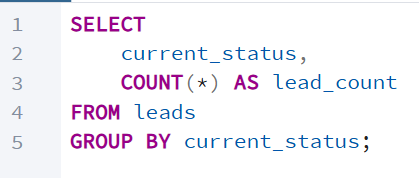 1 SELECT
2     current_status,
3     COUNT(*) AS lead_count
4 FROM leads
5 GROUP BY current_status;